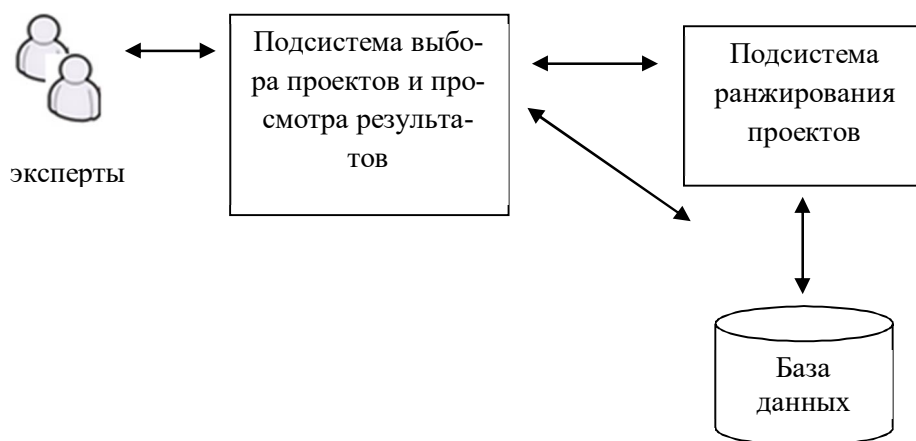 Подсистема выбо-
ра проектов и про-
смотра результа-
тов
эксперты
Подсистема
ранжирования
проектов
База
данных